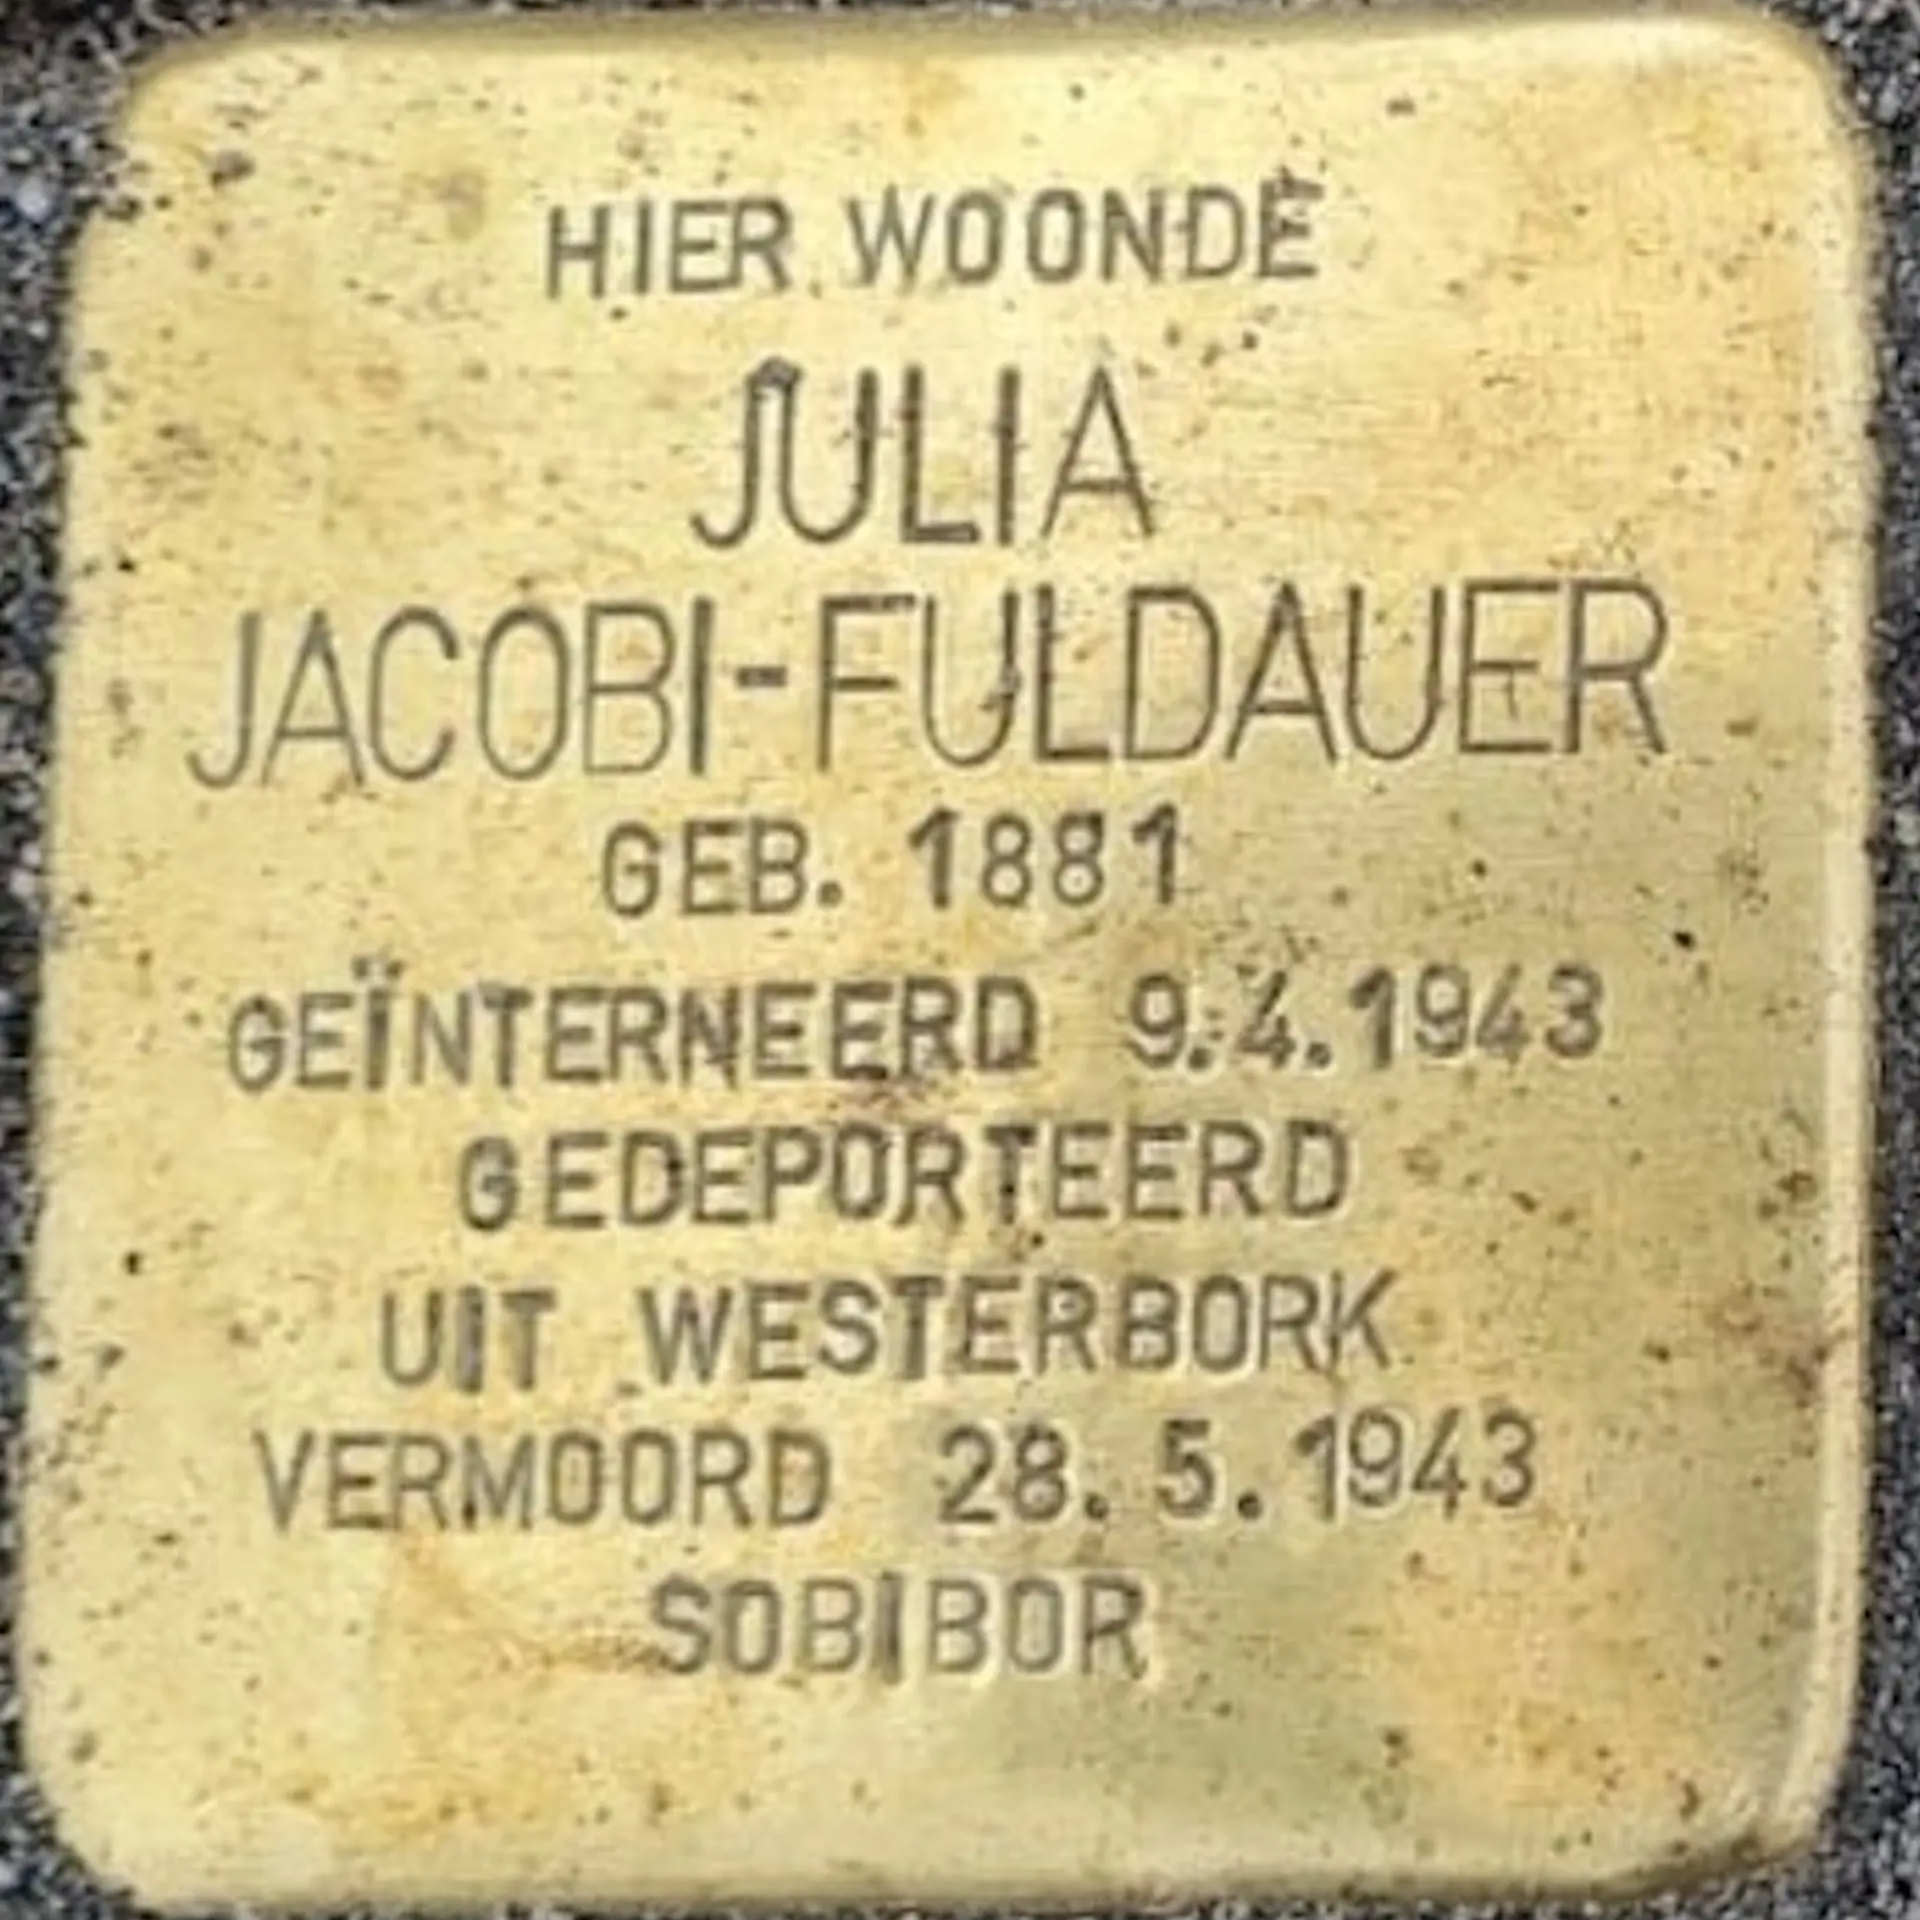 HIER WOONDE
JULIA
JACOBI-FULDAUER
GEB. 1881
GEÏNTERNEERD 9.4.1943
GEDEPORTEERD
UIT WESTERBORK
VERMOORD 28.5.1943
SOBIBOR